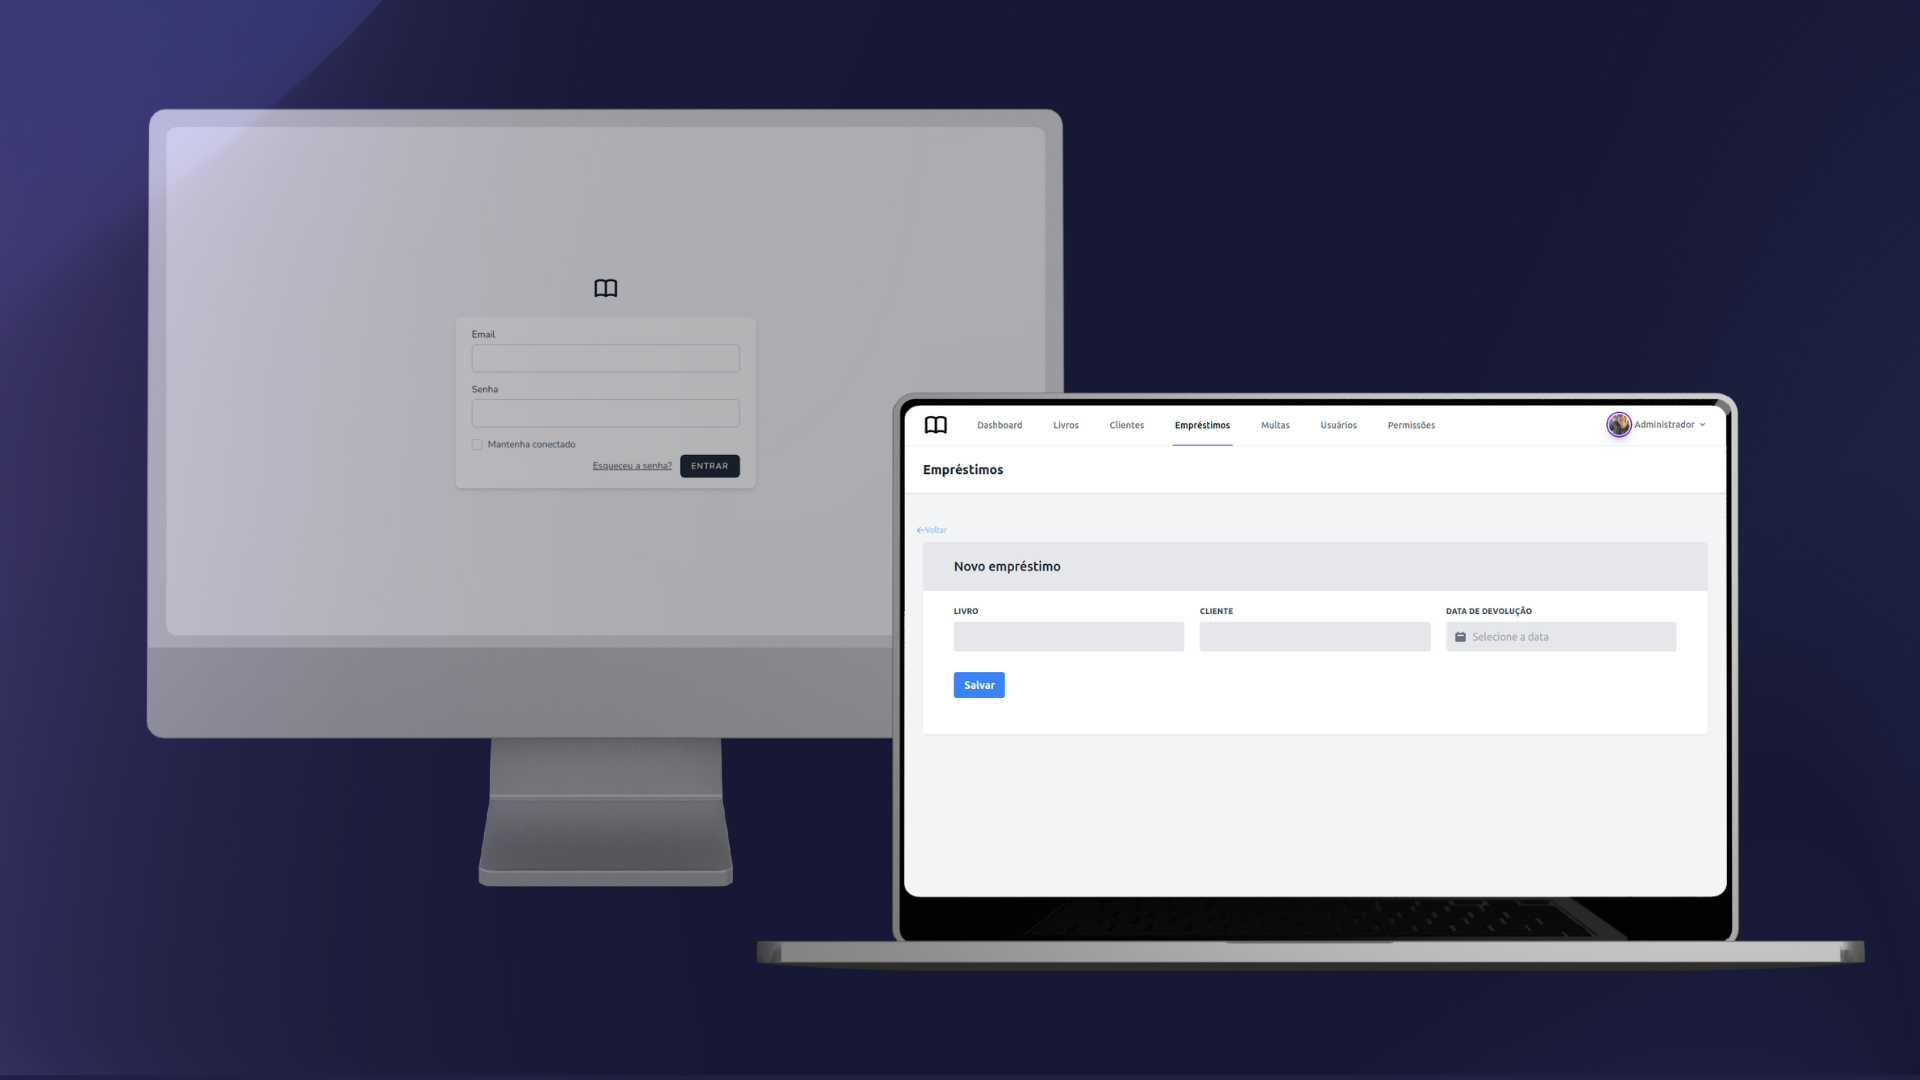 Email
Senha
Mantenha conectado
Esqueceu a senha? ENTRAR
Dashboard Livros Clientes Empréstimos Multas Usuários Permissões Administrador
Empréstimos
←Voltar
Novo empréstimo
LIVRO CLIENTE DATA DE DEVOLUÇÃO
Selecione a data
Salvar